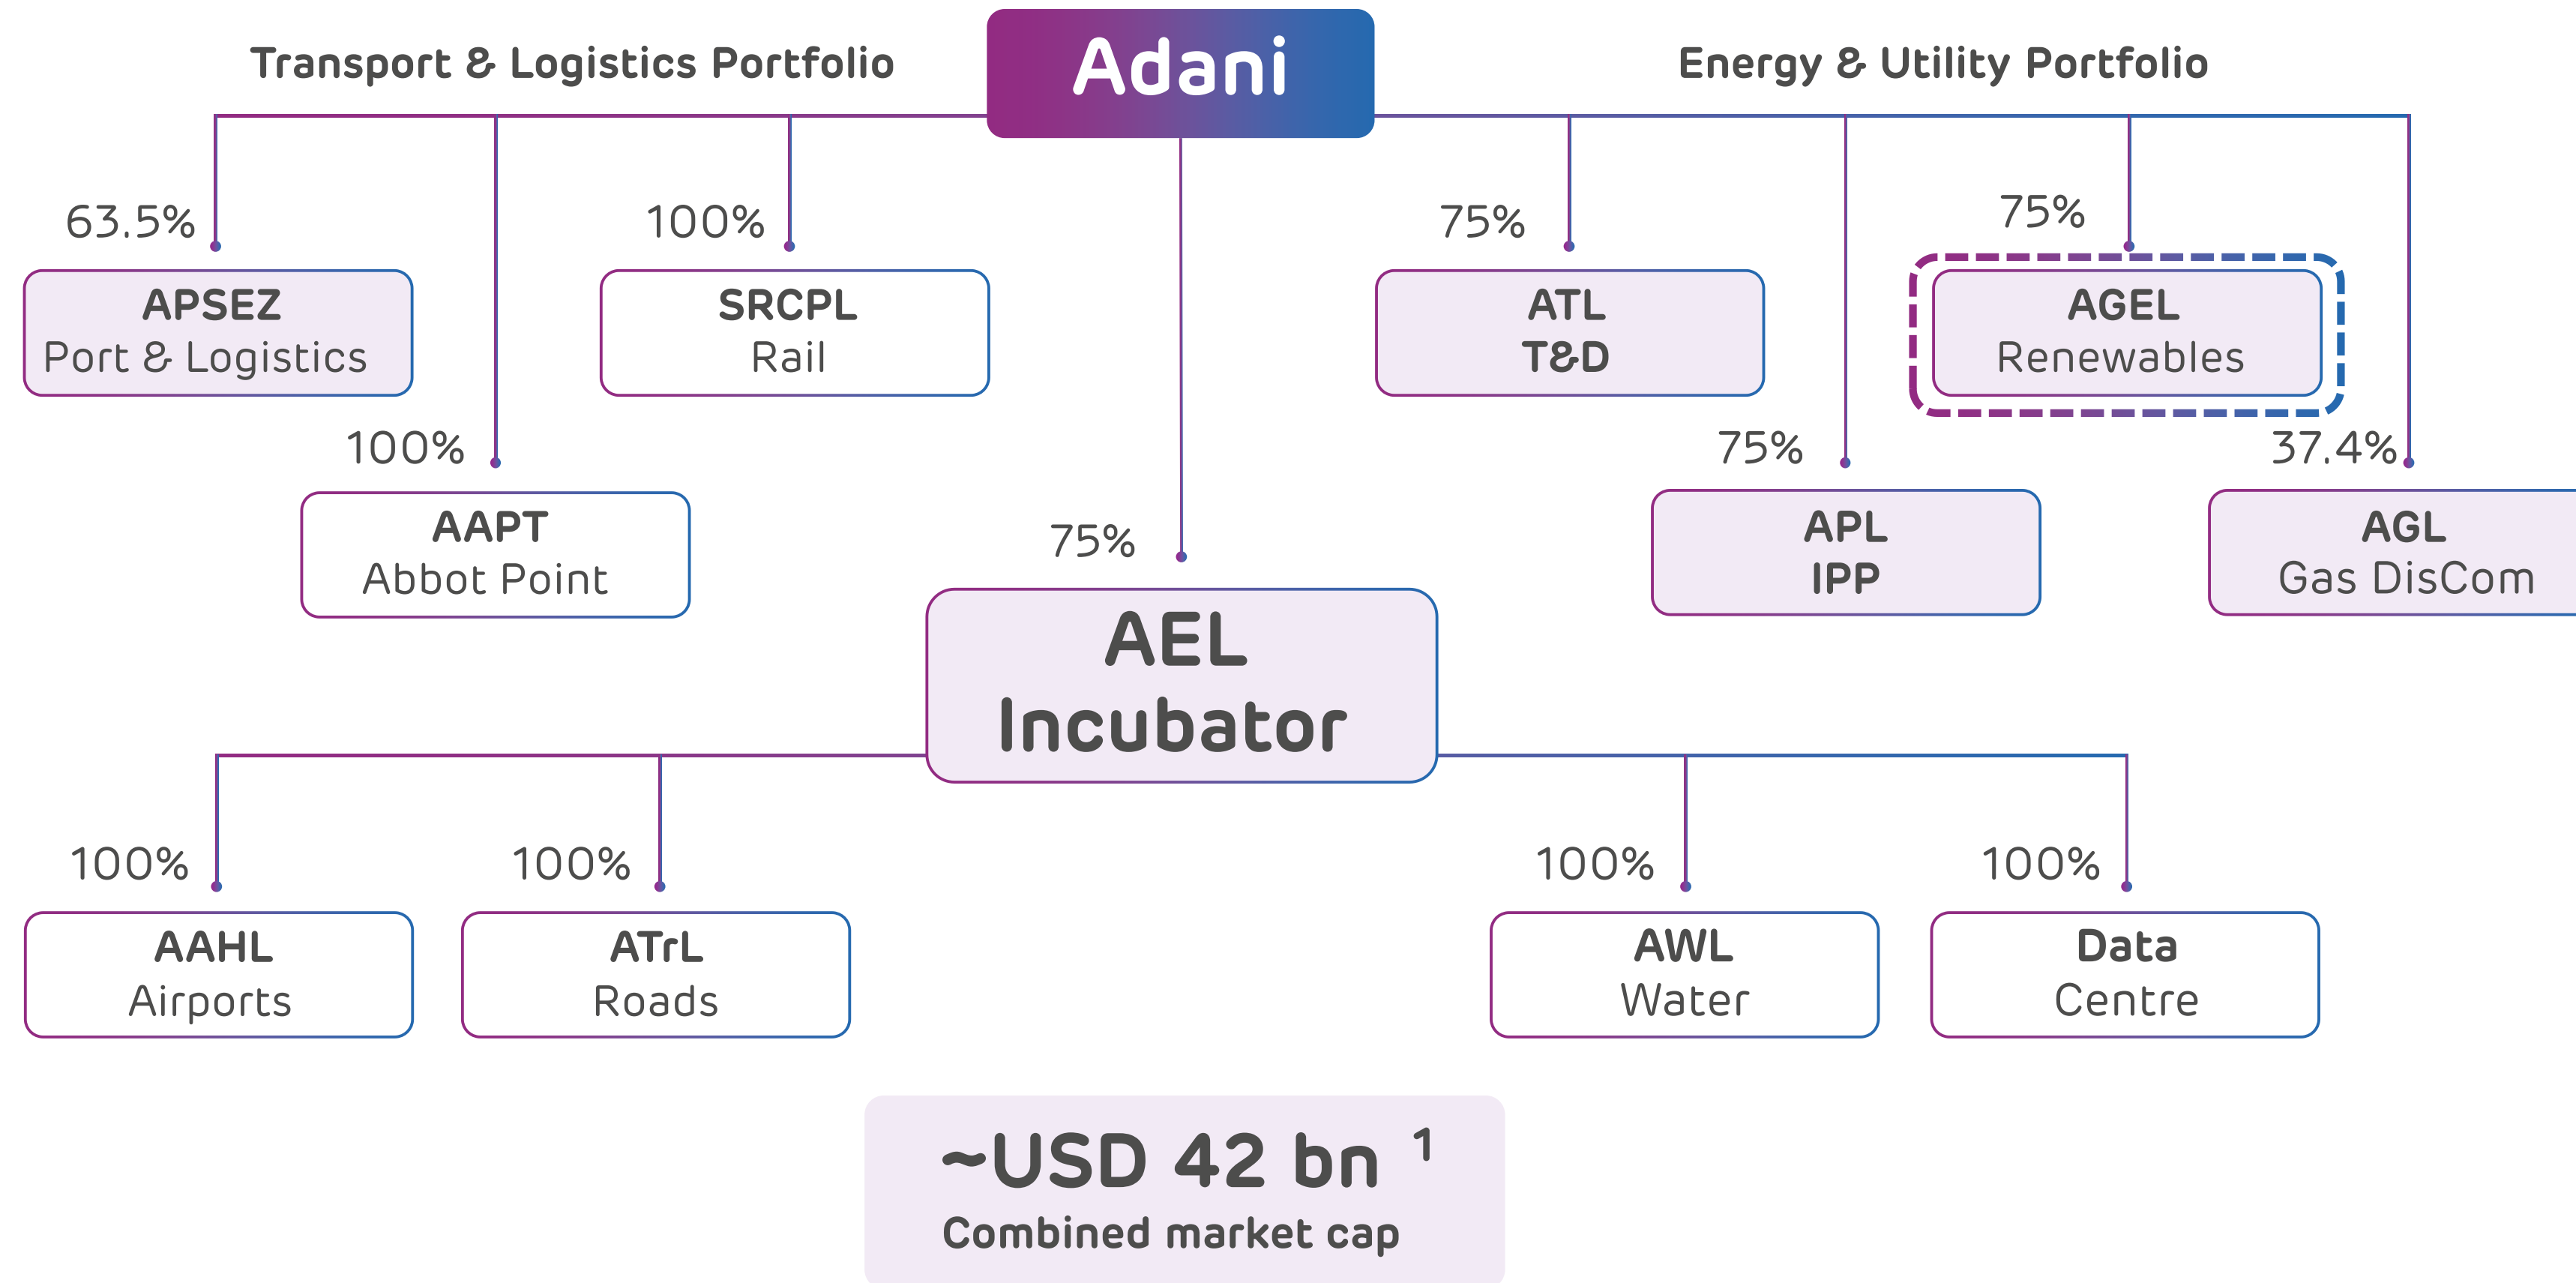 Adani
Transport & Logistics Portfolio
Energy & Utility Portfolio
63.5%
APSEZ
Port & Logistics
100%
SRCPL
Rail
100%
AAPT
Abbot Point
75%
ATL
T&D
75%
AGEL
Renewables
75%
APL
IPP
37.4%
AGL
Gas DisCom
75%
AEL
Incubator
100%
AAHL
Airports
100%
ATrL
Roads
100%
AWL
Water
100%
Data
Centre
~USD 42 bn ¹
Combined market cap